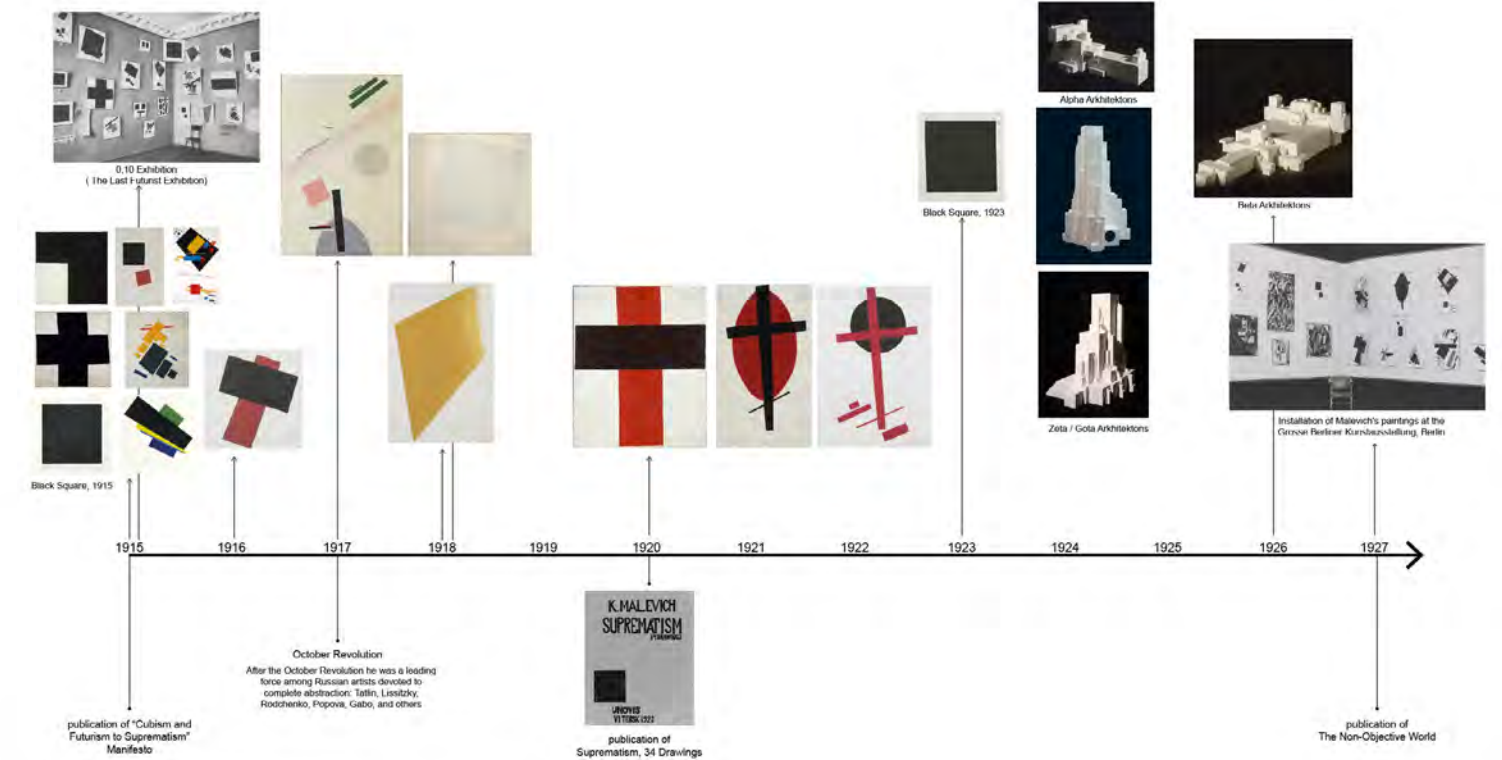 0,10 Exhibition
( The Last Futurist Exhibition)
Alpha Arkhitektons
Black Square, 1923
Beta Arkhitektons
Zeta / Gota Arkhitektons
Installation of Malevich's paintings at the
Grosse Berliner Kunstausstellung, Berlin
Black Square, 1915
1915
1916
1917
1918
1919
1920
1921
1922
1923
1924
1925
1926
1927
K.MALEVICH
SUPREMATISM
UNOVIS
October Revolution
After the October Revolution he was a leading
force among Russian artists devoted to
complete abstraction: Tatlin, Lissitzky,
Rodchenko, Popova, Gabo, and others
publication of "Cubism and
Futurism to Suprematism"
Manifesto
publication of
Suprematism, 34 Drawings
publication of
The Non-Objective World